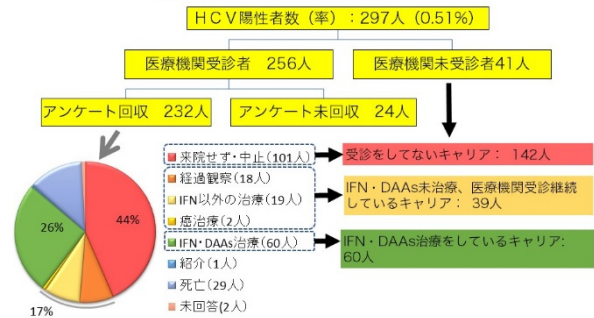 HCV陽性者数（率）：297人（0.51%）
医療機関受診者　256人
医療機関未受診者41人
アンケート回収　232人
アンケート未回収　24人
来院せず・中止（101人）
経過観察（18人）
IFN以外の治療（19人）
癌治療（2人）
IFN・DAAs治療（60人）
紹介（1人）
死亡（29人）
未回答(2人）
受診をしてないキャリア： 142人
IFN・DAAs未治療、医療機関受診継続
しているキャリア： 39人
IFN・DAAs治療をしているキャリア:
60人
44%
26%
17%